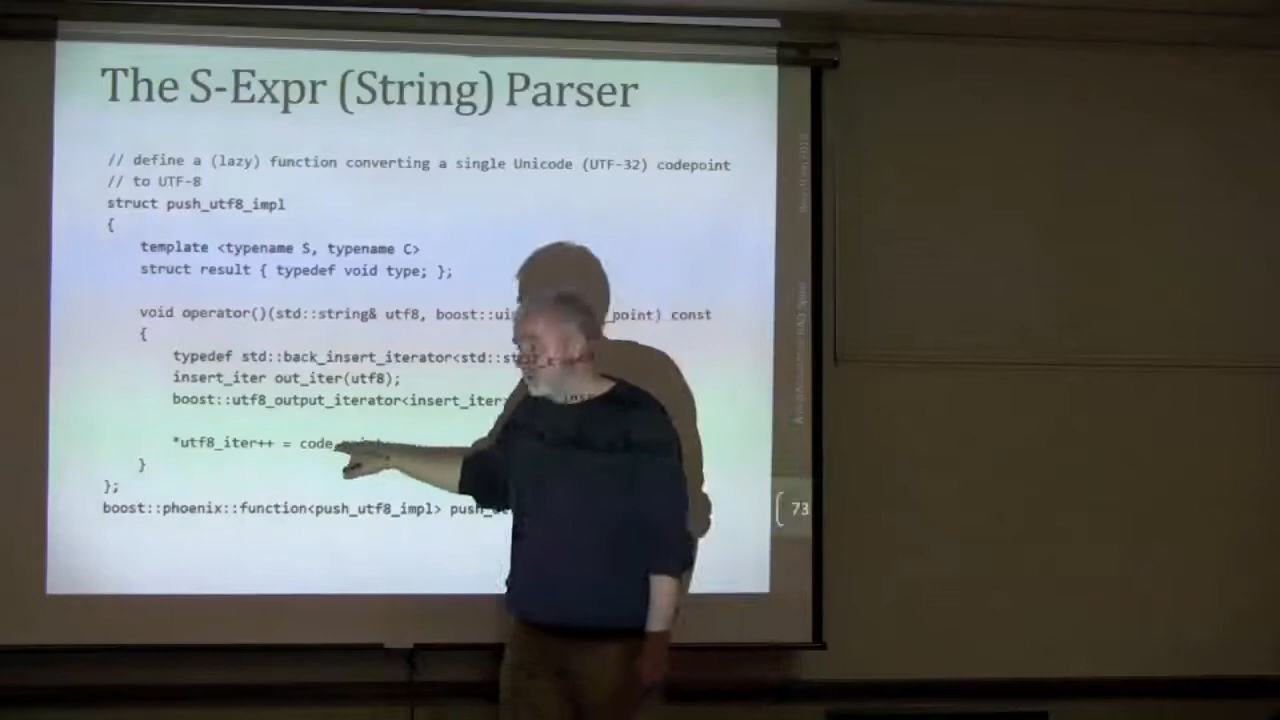 The S-Expr (String) Parser
// define a (lazy) function converting a single Unicode (UTF-32) codepoint
// to UTF-8
struct push_utf8_impl
{
template <typename S, typename C>
struct result { typedef void type; };
void operator()(std::string& utf8, boost::ui _point) const
{
typedef std::back_insert_iterator<std::st
insert_iter out_iter(utf8);
boost::utf8_output_iterator<insert_iter>
*utf8_iter++ = code
}
};
boost::phoenix::function<push_utf8_impl> push_
73